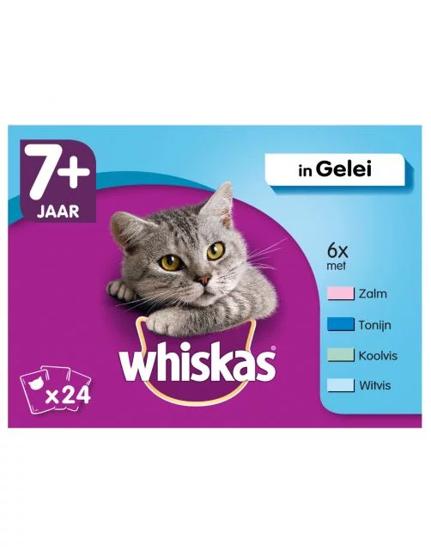 7+
JAAR
in Gelei
6x
met
Zalm
Tonijn
Koolvis
Witvis
whiskas
x24